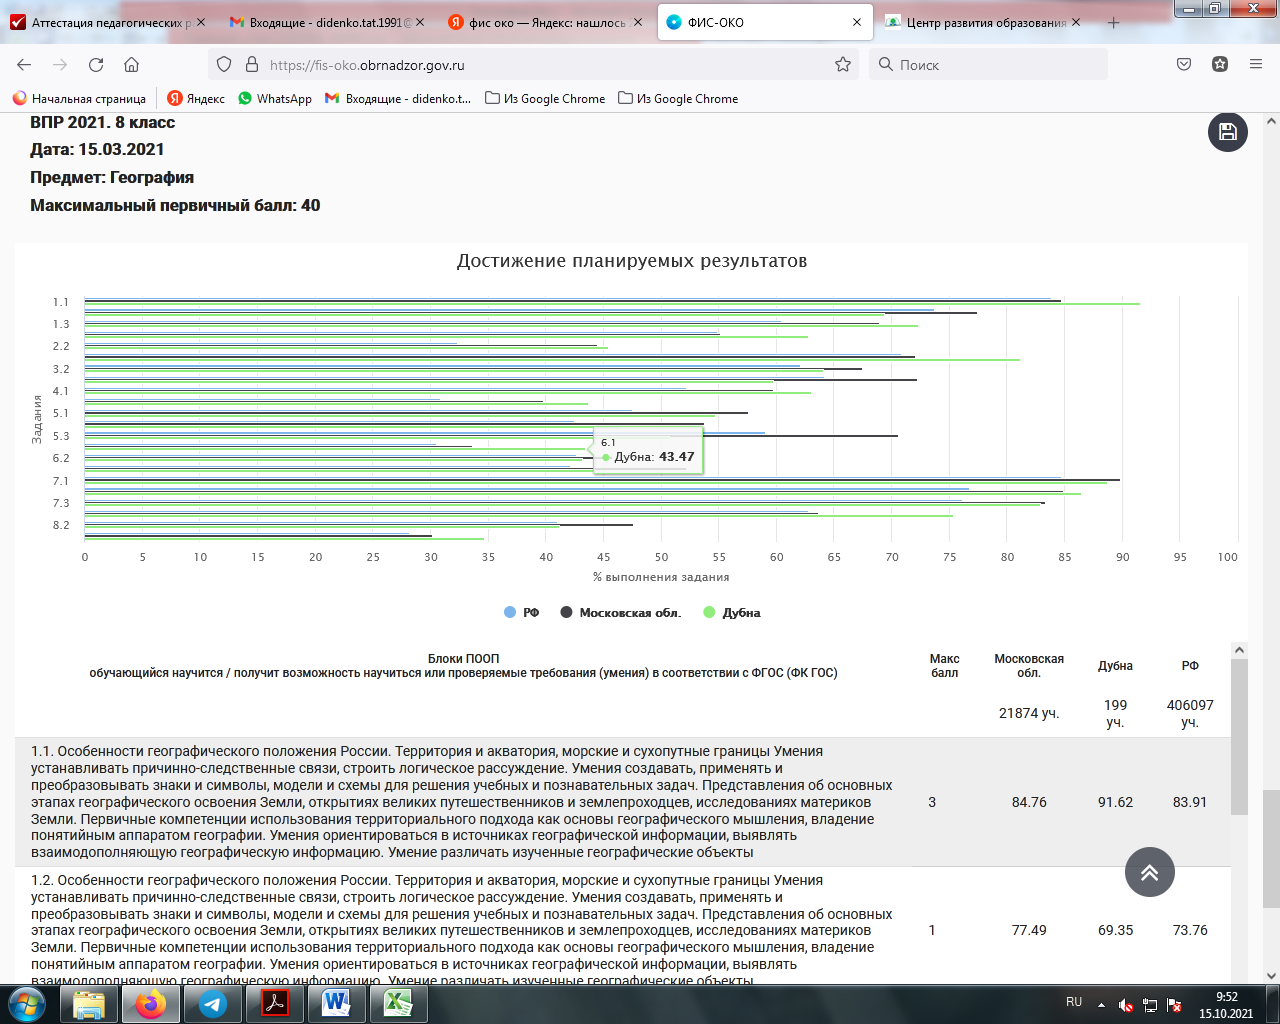 Аттестация педагогических р
Входящие - didenko.tat.1991@
фис око — Яндекс: нашлось
ФИС-ОКО
Центр развития образования
https://fis-oko.obrnadzor.gov.ru
Поиск
Начальная страница
Яндекс
WhatsApp
Входящие - didenko.t...
Из Google Chrome
Из Google Chrome
ВПР 2021. 8 класс
Дата: 15.03.2021
Предмет: География
Максимальный первичный балл: 40
Достижение планируемых результатов
Задания
1.1
1.3
2.2
3.2
4.1
5.1
5.3
6.2
7.1
7.3
8.2
6.1
Дубна: 43.47
0 5 10 15 20 25 30 35 40 45 50 55 60 65 70 75 80 85 90 95 100
% выполнения задания
РФ Московская обл. Дубна
Блоки ПООП
обучающийся научится / получит возможность научиться или проверяемые требования (умения) в соответствии с ФГОС (ФК ГОС)
Макс балл
Московская обл.
Дубна
РФ
21874 уч.
199 уч.
406097 уч.
1.1. Особенности географического положения России. Территория и акватория, морские и сухопутные границы Умения
устанавливать причинно-следственные связи, строить логическое рассуждение. Умения создавать, применять и
преобразовывать знаки и символы, модели и схемы для решения учебных и познавательных задач. Представления об основных
этапах географического освоения Земли, открытиях великих путешественников и землепроходцев, исследованиях материков
Земли. Первичные компетенции использования территориального подхода как основы географического мышления, владение
понятийным аппаратом географии. Умения ориентироваться в источниках географической информации, выявлять
взаимодополняющую географическую информацию. Умение различать изученные географические объекты
3 84.76 91.62 83.91
1.2. Особенности географического положения России. Территория и акватория, морские и сухопутные границы Умения
устанавливать причинно-следственные связи, строить логическое рассуждение. Умения создавать, применять и
преобразовывать знаки и символы, модели и схемы для решения учебных и познавательных задач. Представления об основных
этапах географического освоения Земли, открытиях великих путешественников и землепроходцев, исследованиях материков
Земли. Первичные компетенции использования территориального подхода как основы географического мышления, владение
понятийным аппаратом географии. Умения ориентироваться в источниках географической информации, выявлять
взаимодополняющую географическую информацию. Умение различать изученные географические объекты
1 77.49 69.35 73.76
RU
9:52
15.10.2021